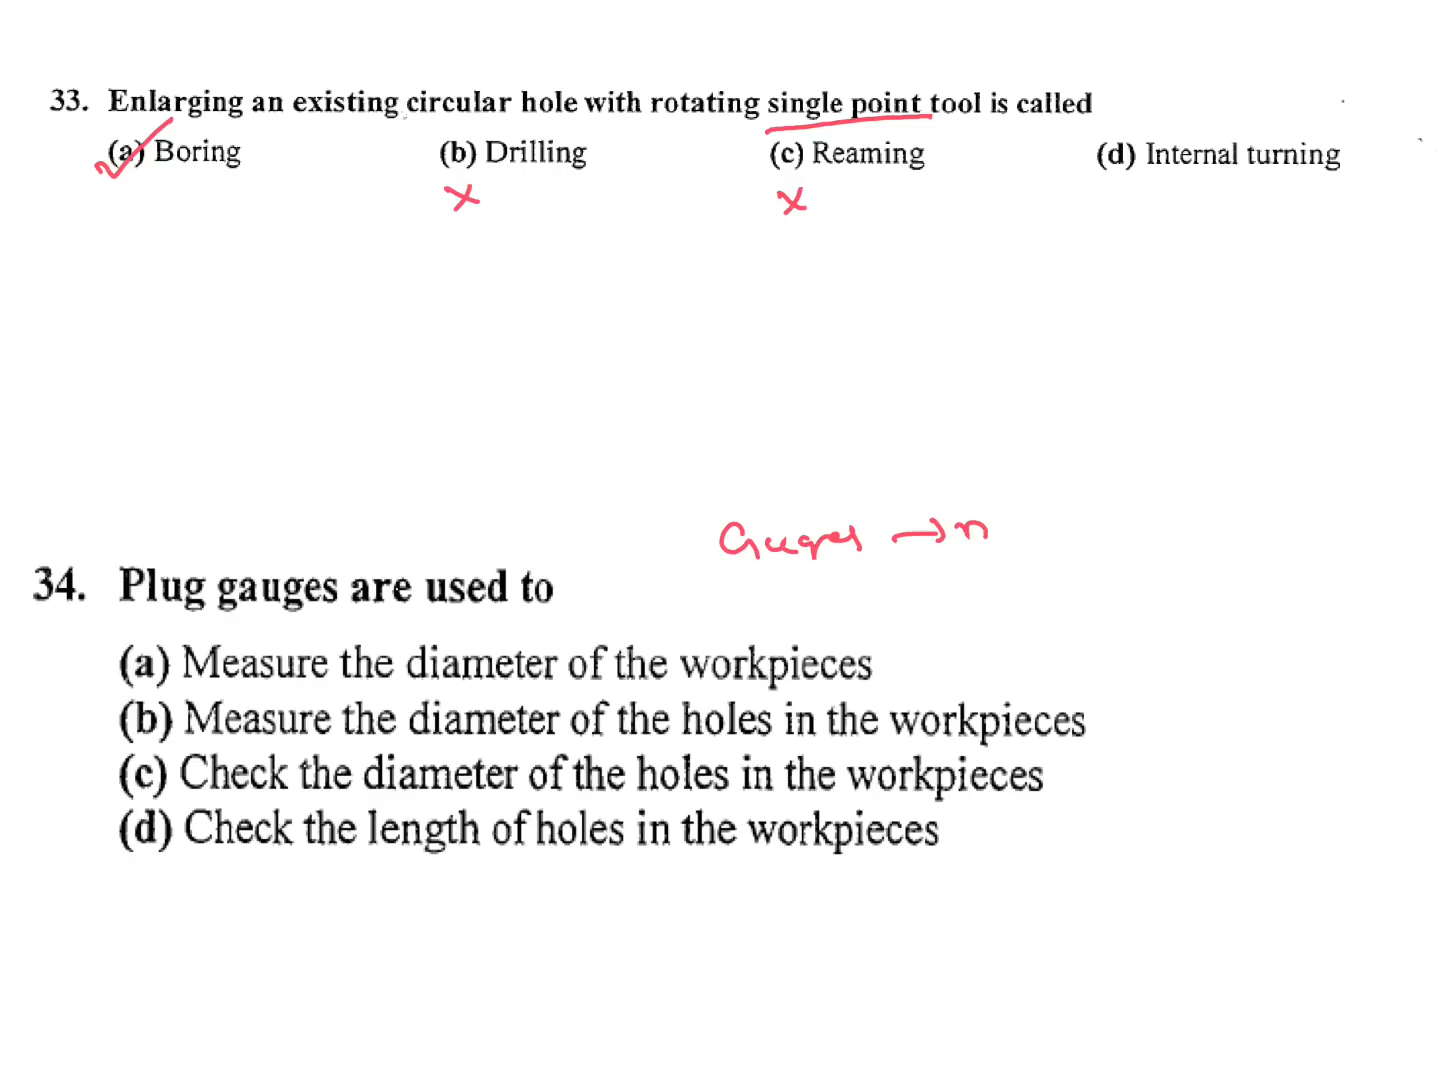 33. Enlarging an existing circular hole with rotating single point tool is called
(a) Boring (b) Drilling (c) Reaming (d) Internal turning
Gauges → n
34. Plug gauges are used to
(a) Measure the diameter of the workpieces
(b) Measure the diameter of the holes in the workpieces
(c) Check the diameter of the holes in the workpieces
(d) Check the length of holes in the workpieces